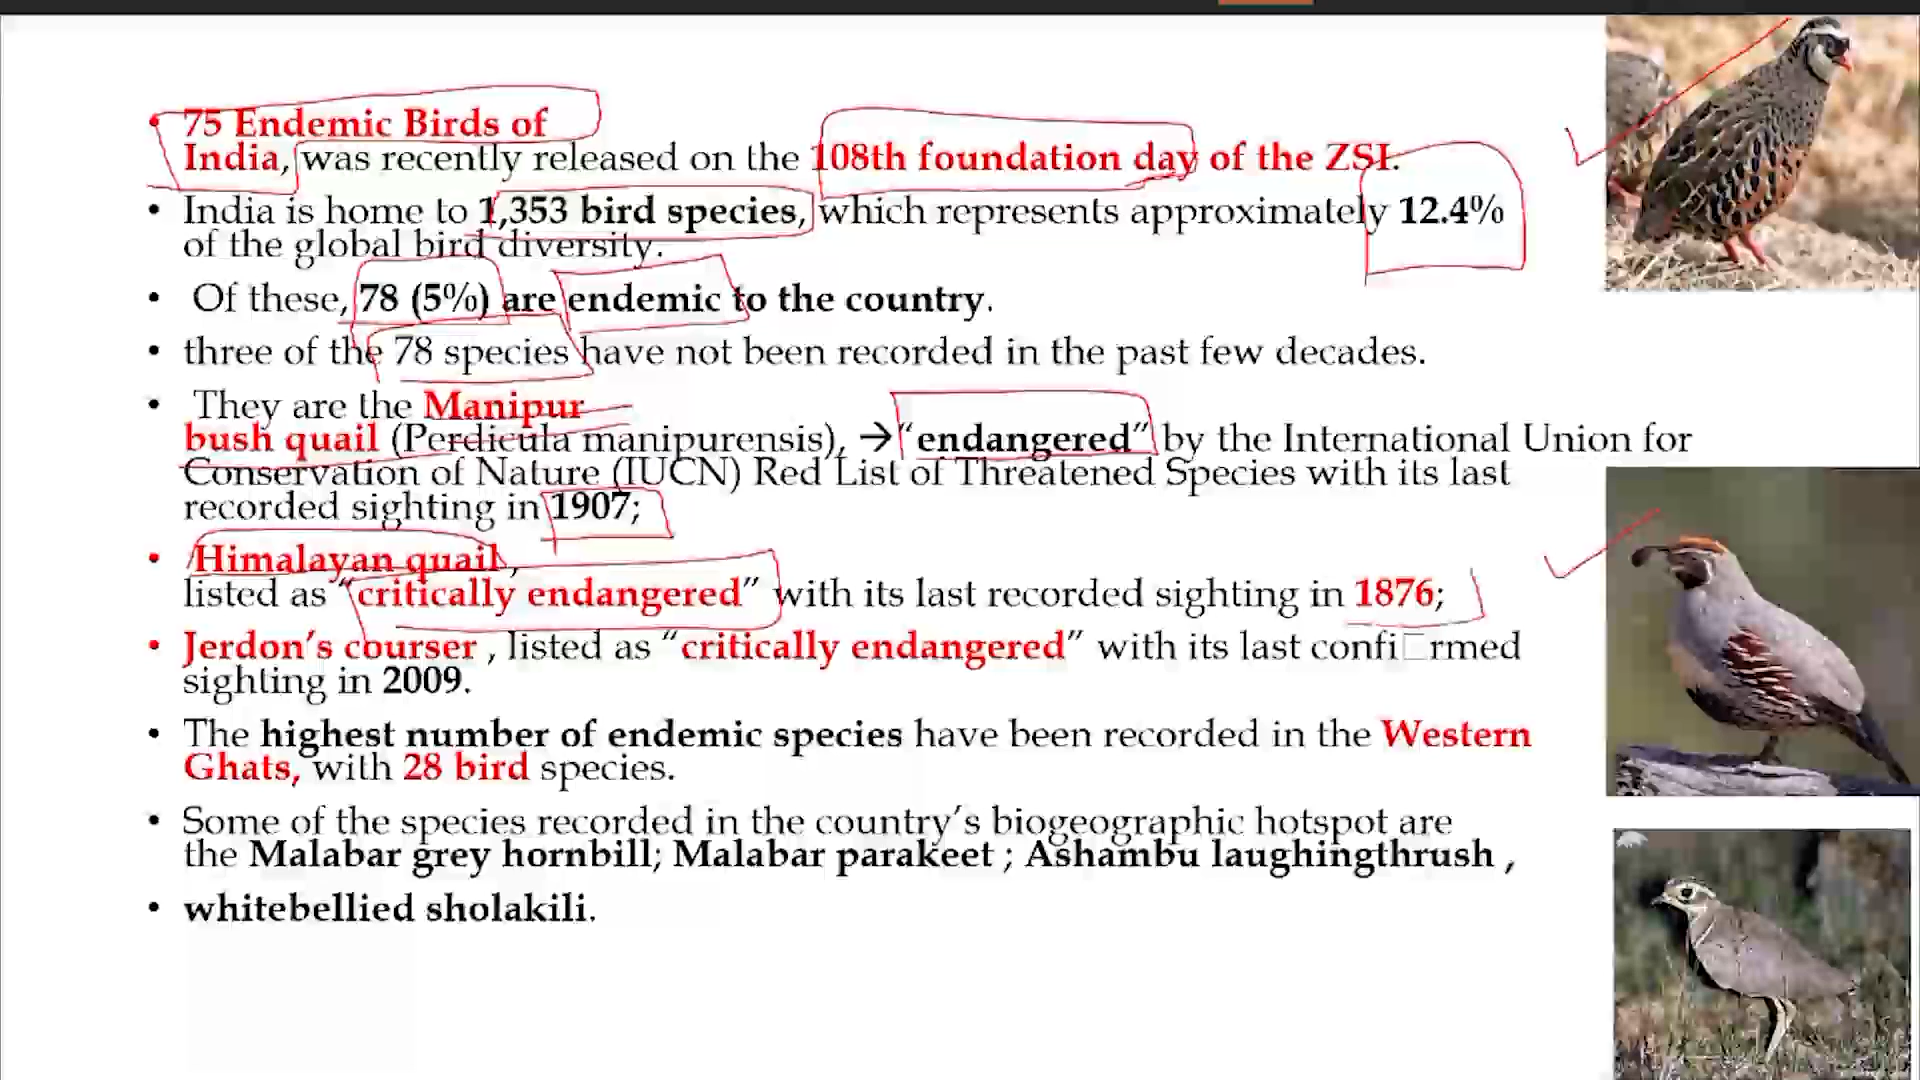 • 75 Endemic Birds of
India, was recently released on the 108th foundation day of the ZSI.
• India is home to 1,353 bird species, which represents approximately 12.4%
of the global bird diversity.
• Of these, 78 (5%) are endemic to the country.
• three of the 78 species have not been recorded in the past few decades.
• They are the Manipur
bush quail (Perdicula manipurensis), → “endangered” by the International Union for
Conservation of Nature (IUCN) Red List of Threatened Species with its last
recorded sighting in 1907;
• Himalayan quail ,
listed as “critically endangered” with its last recorded sighting in 1876;
• Jerdon’s courser , listed as “critically endangered” with its last confi□rmed
sighting in 2009.
• The highest number of endemic species have been recorded in the Western
Ghats, with 28 bird species.
• Some of the species recorded in the country’s biogeographic hotspot are
the Malabar grey hornbill; Malabar parakeet ; Ashambu laughingthrush ,
• whitebellied sholakili.